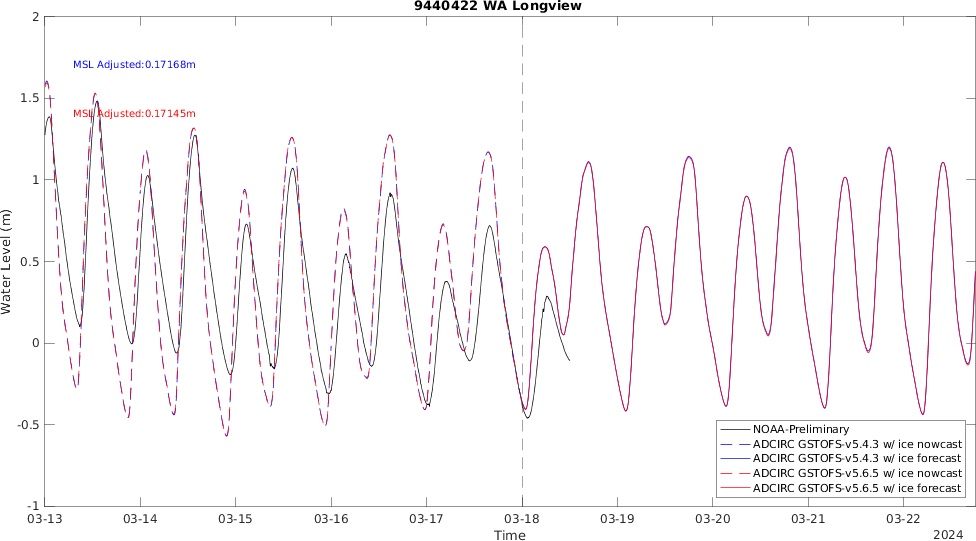 9440422 WA Longview
MSL Adjusted:0.17168m
MSL Adjusted:0.17145m
Water Level (m)
2
1.5
1
0.5
0
-0.5
-1
NOAA-Preliminary
ADCIRC GSTOFS-v5.4.3 w/ ice nowcast
ADCIRC GSTOFS-v5.4.3 w/ ice forecast
ADCIRC GSTOFS-v5.6.5 w/ ice nowcast
ADCIRC GSTOFS-v5.6.5 w/ ice forecast
03-13 03-14 03-15 03-16 03-17 03-18 03-19 03-20 03-21 03-22
Time
2024